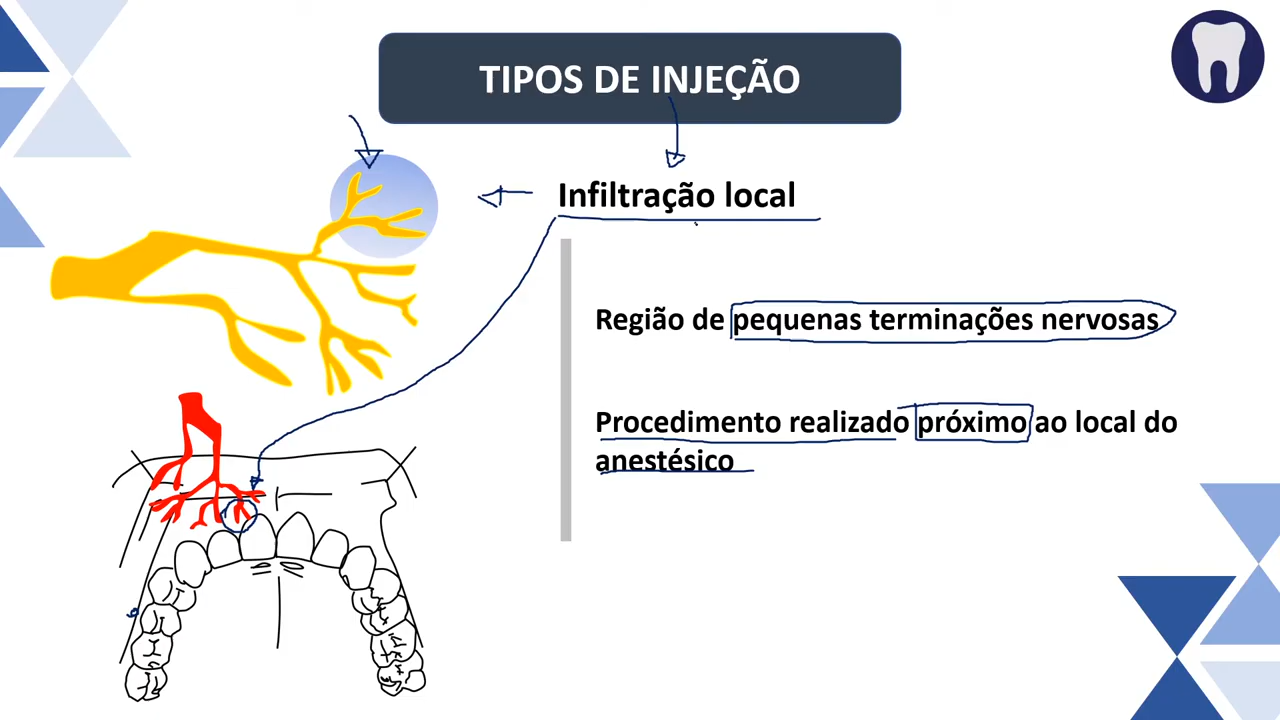 TIPOS DE INJEÇÃO
Infiltração local
Região de pequenas terminações nervosas
Procedimento realizado próximo ao local do
anestésico